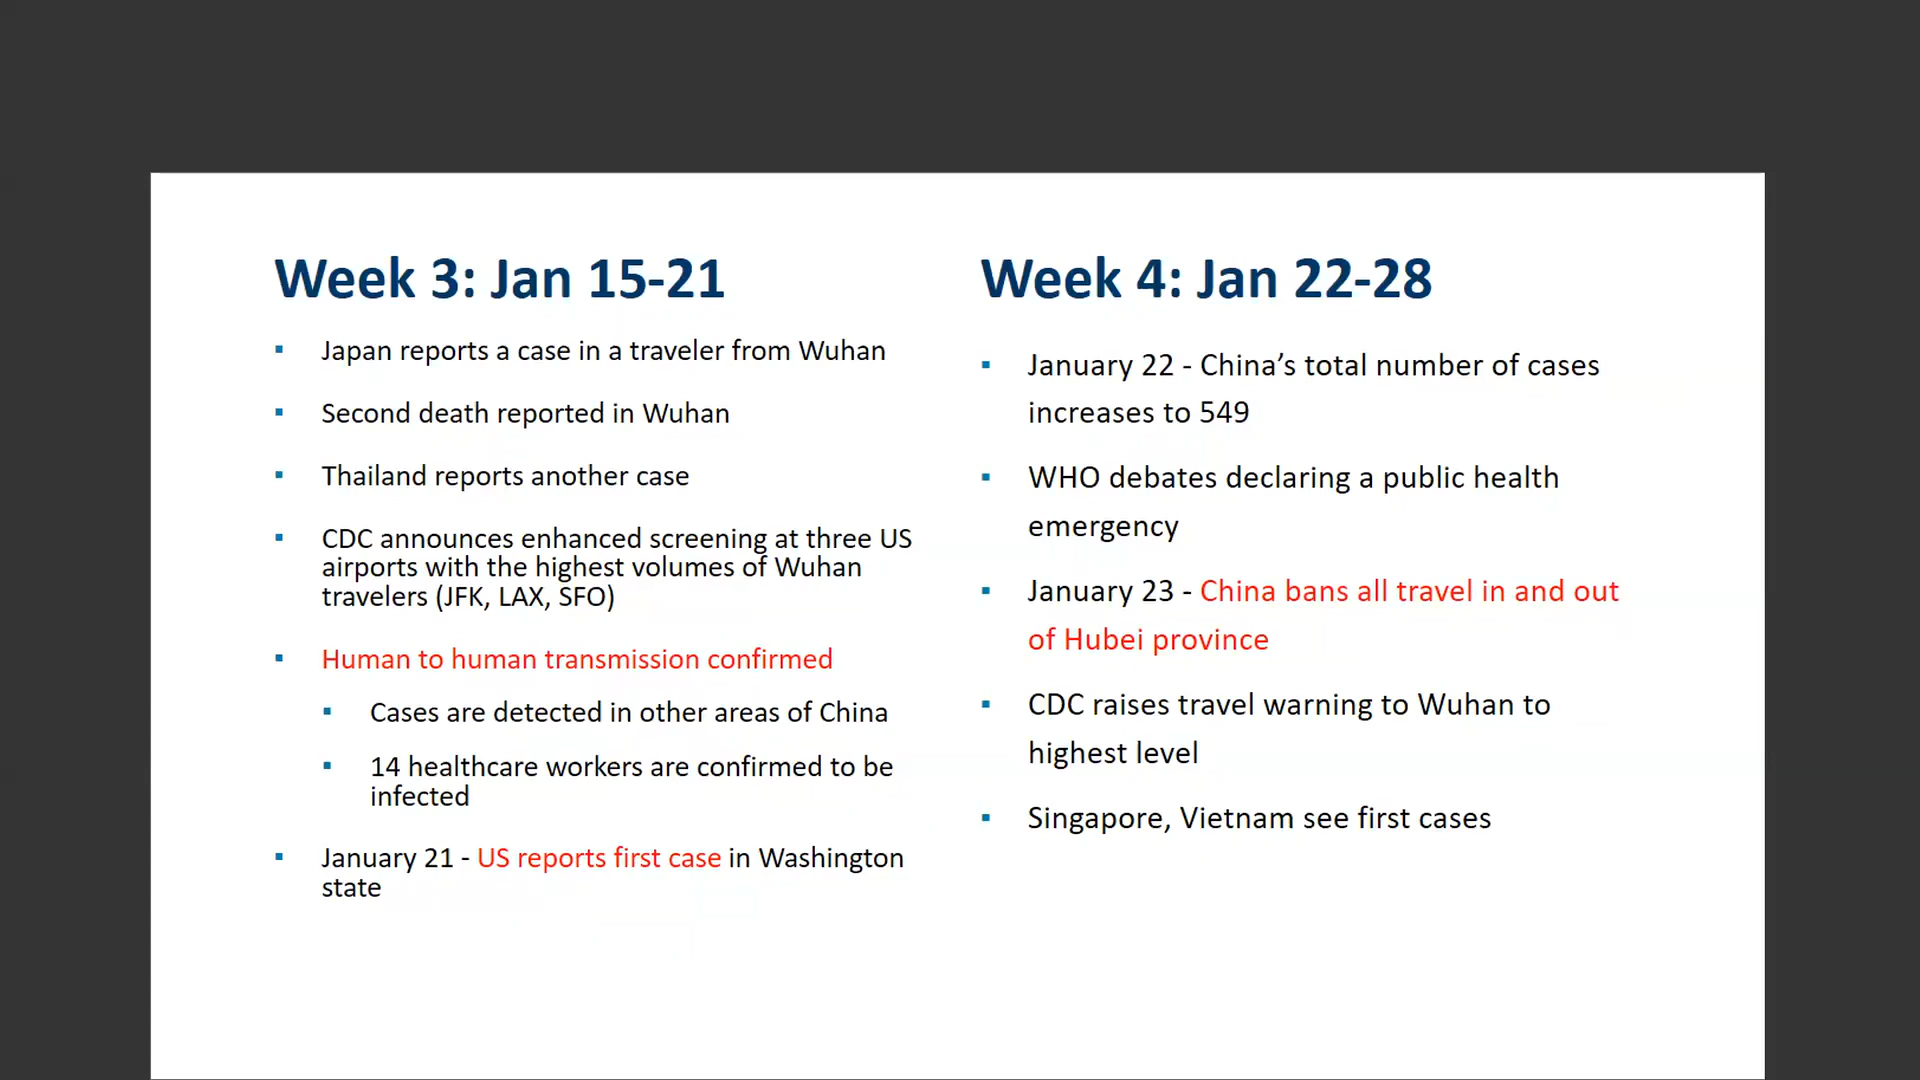 Week 3: Jan 15-21
▪ Japan reports a case in a traveler from Wuhan
▪ Second death reported in Wuhan
▪ Thailand reports another case
▪ CDC announces enhanced screening at three US
airports with the highest volumes of Wuhan
travelers (JFK, LAX, SFO)
▪ Human to human transmission confirmed
▪ Cases are detected in other areas of China
▪ 14 healthcare workers are confirmed to be
infected
▪ January 21 - US reports first case in Washington
state
Week 4: Jan 22-28
▪ January 22 - China’s total number of cases
increases to 549
▪ WHO debates declaring a public health
emergency
▪ January 23 - China bans all travel in and out
of Hubei province
▪ CDC raises travel warning to Wuhan to
highest level
▪ Singapore, Vietnam see first cases